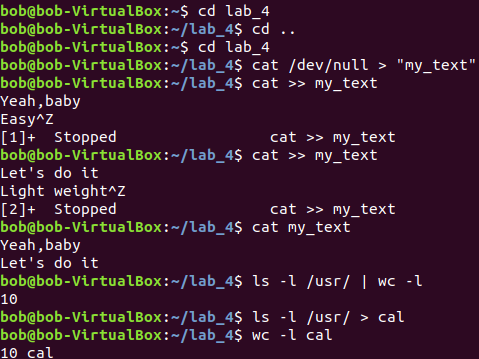 bob@bob-VirtualBox:~$ cd lab_4
bob@bob-VirtualBox:~/lab_4$ cd ..
bob@bob-VirtualBox:~$ cd lab_4
bob@bob-VirtualBox:~/lab_4$ cat /dev/null > "my_text"
bob@bob-VirtualBox:~/lab_4$ cat >> my_text
Yeah,baby
Easy^Z
[1]+  Stopped                 cat >> my_text
bob@bob-VirtualBox:~/lab_4$ cat >> my_text
Let's do it
Light weight^Z
[2]+  Stopped                 cat >> my_text
bob@bob-VirtualBox:~/lab_4$ cat my_text
Yeah,baby
Let's do it
bob@bob-VirtualBox:~/lab_4$ ls -l /usr/ | wc -l
10
bob@bob-VirtualBox:~/lab_4$ ls -l /usr/ > cal
bob@bob-VirtualBox:~/lab_4$ wc -l cal
10 cal